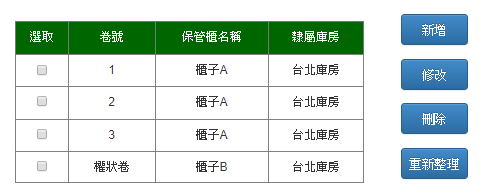 選取 卷號 保管櫃名稱 隸屬庫房
1 櫃子A 台北庫房
2 櫃子A 台北庫房
3 櫃子A 台北庫房
權狀卷 櫃子B 台北庫房
新增
修改
刪除
重新整理